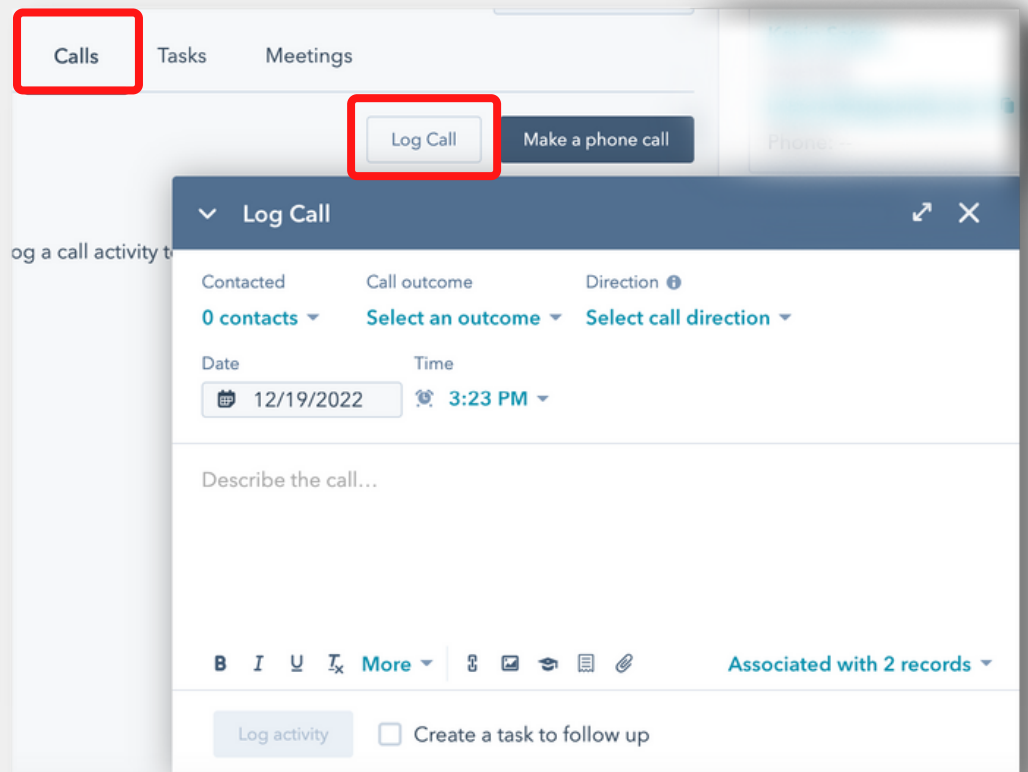 Calls Tasks Meetings
Log Call Make a phone call
Phone:
Log Call
og a call activity t
Contacted Call outcome Direction
0 contacts Select an outcome Select call direction
Date Time
12/19/2022 3:23 PM
Describe the call...
B I U Tx More Associated with 2 records
Log activity Create a task to follow up